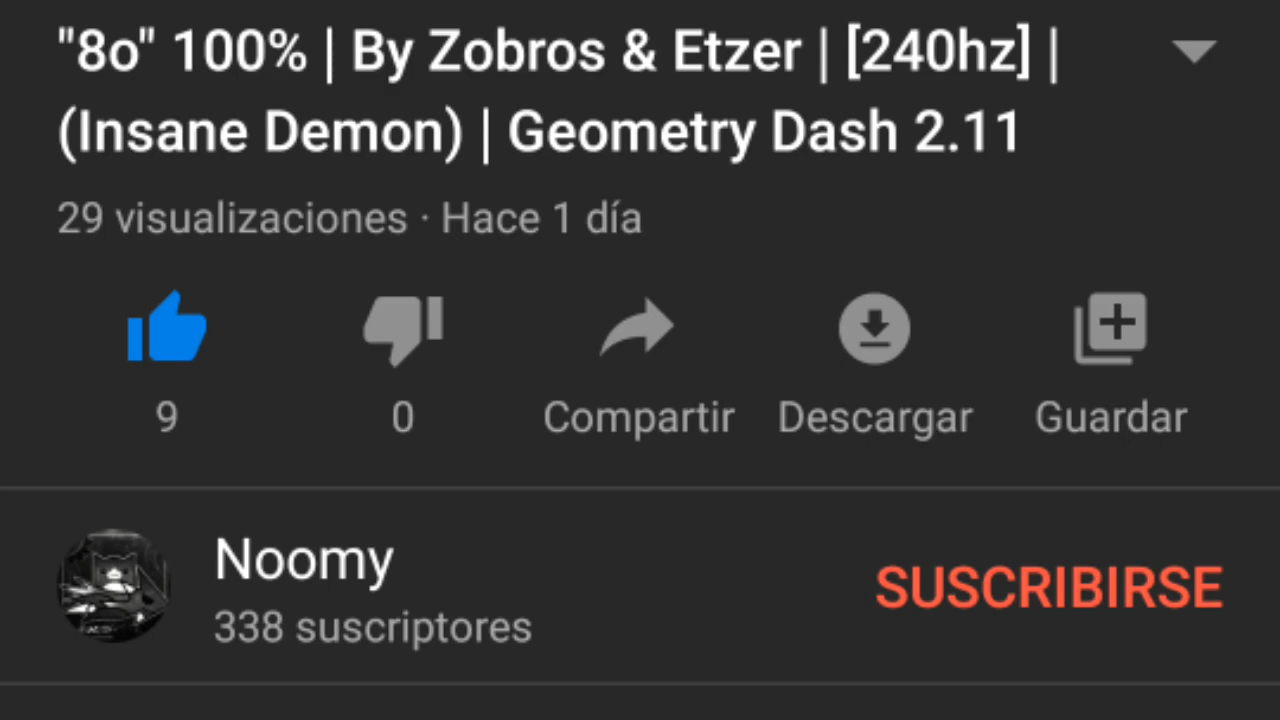 "8o" 100% | By Zobros & Etzer | [240hz] |
(Insane Demon) | Geometry Dash 2.11
29 visualizaciones · Hace 1 día
9 0 Compartir Descargar Guardar
Noomy
SUSCRIBIRSE
338 suscriptores